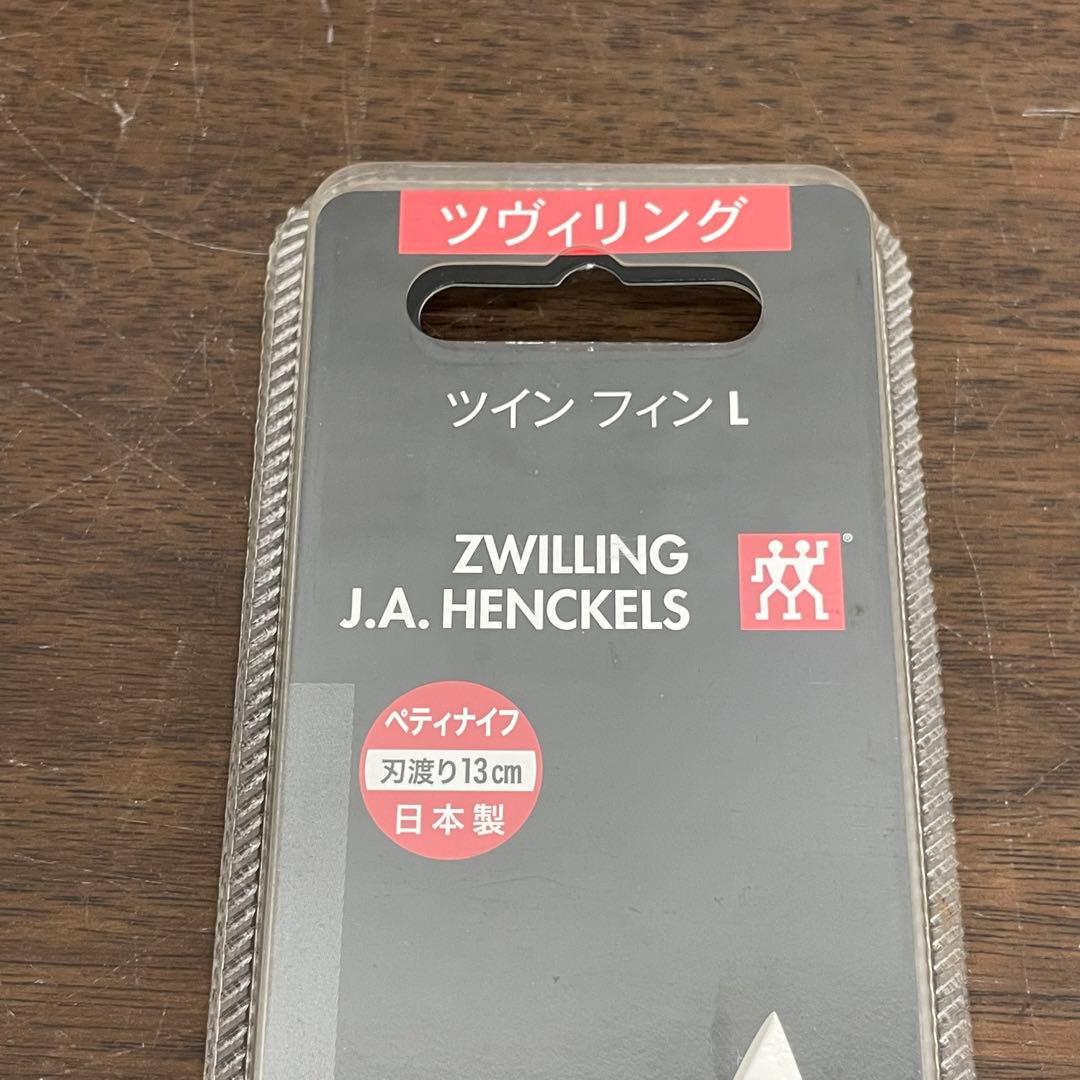 ツヴィリング
ツイン フィン L
ZWILLING
J.A. HENCKELS
®
ペティナイフ
刃渡り13cm
日本製